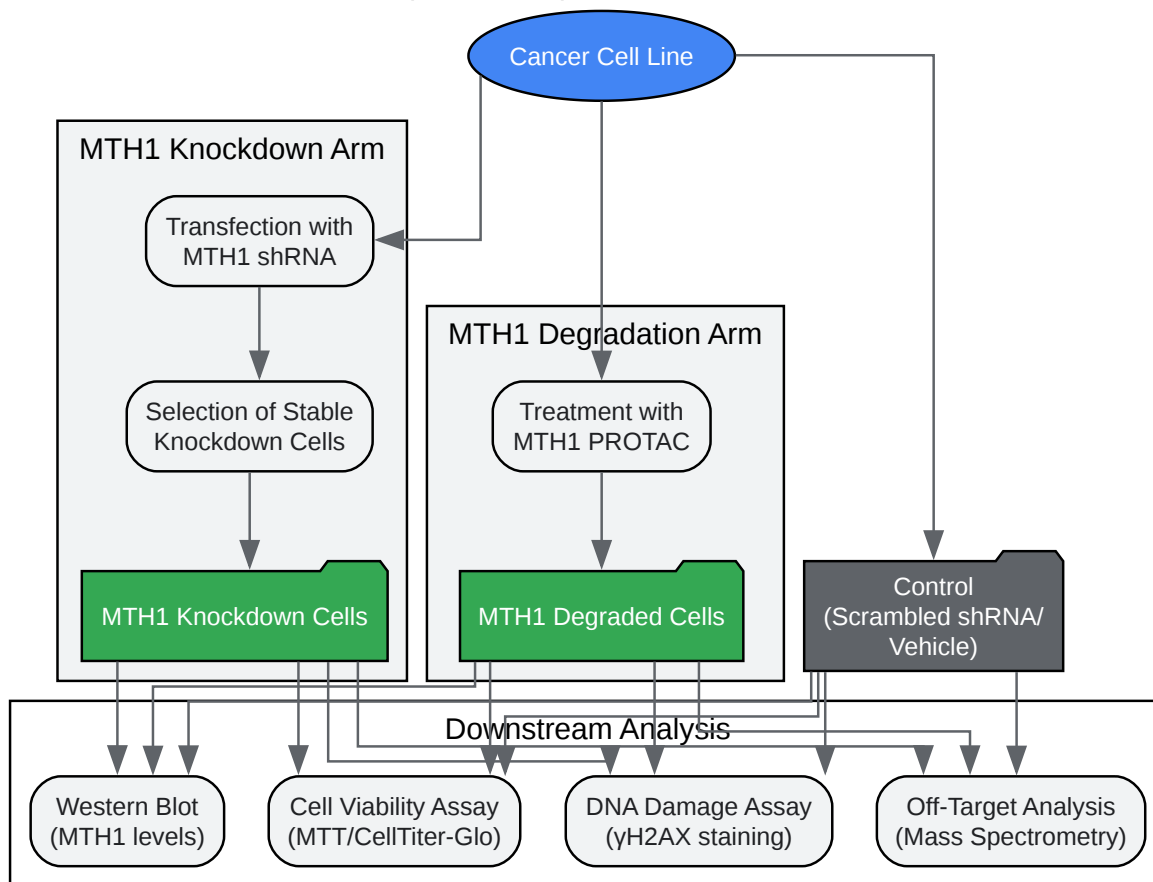 Cancer Cell Line
MTH1 Knockdown Arm
Transfection with
MTH1 shRNA
MTH1 Degradation Arm
Selection of Stable
Knockdown Cells
Treatment with
MTH1 PROTAC
MTH1 Knockdown Cells
MTH1 Degraded Cells
Control
(Scrambled shRNA/
Vehicle)
Downstream Analysis
Western Blot
(MTH1 levels)
Cell Viability Assay
(MTT/CellTiter-Glo)
DNA Damage Assay
(γH2AX staining)
Off-Target Analysis
(Mass Spectrometry)